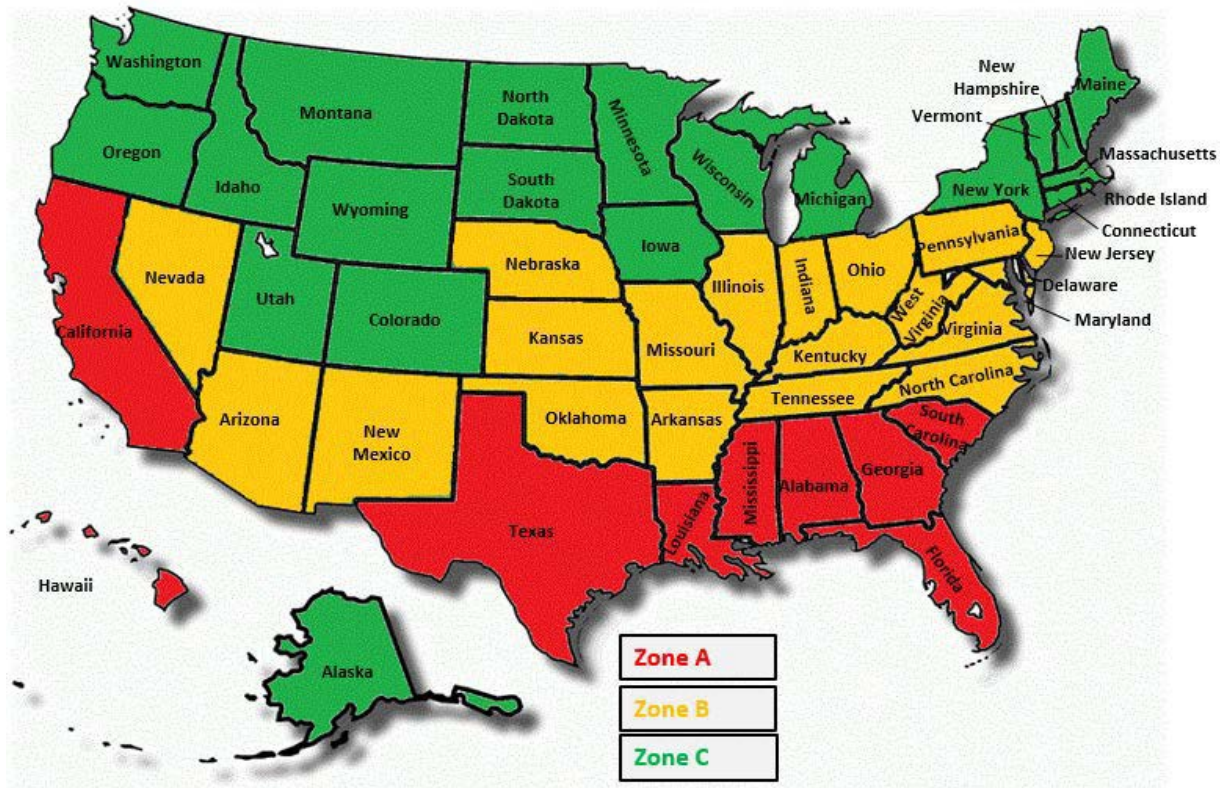 Washington
Montana
North
Dakota
Minnesota
New
Hampshire
Maine
Vermont
Oregon
Idaho
Wyoming
South
Dakota
Wisconsin
Michigan
New York
Massachusetts
Rhode Island
Connecticut
New Jersey
Delaware
Maryland
Iowa
Nebraska
Nevada
Utah
Colorado
Illinois
Indiana
Ohio
Pennsylvania
West
Virginia
Virginia
California
Kansas
Missouri
Kentucky
Arizona
New
Mexico
Oklahoma
Arkansas
Tennessee
North Carolina
South
Carolina
Texas
Louisiana
Mississippi
Alabama
Georgia
Florida
Hawaii
Alaska
Zone A
Zone B
Zone C